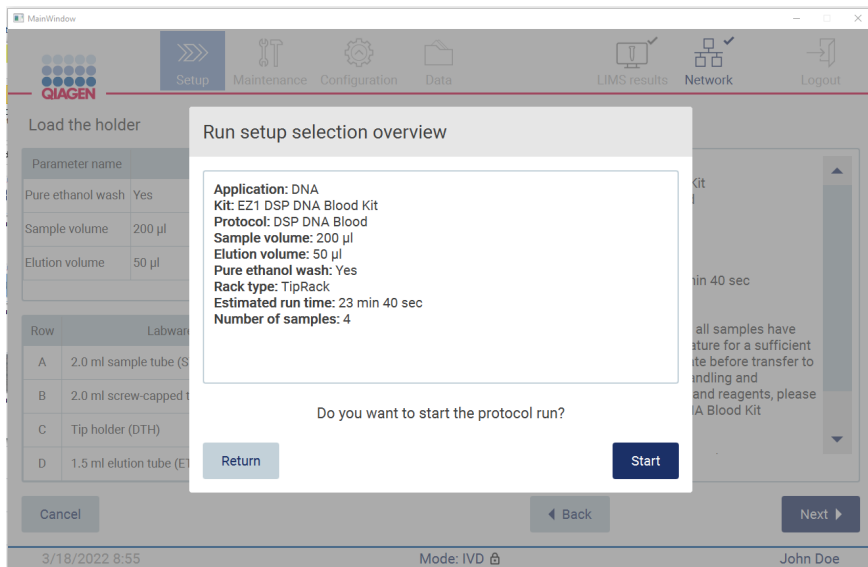 MainWindow
QIAGEN
Setup
Maintenance
Configuration
Data
LIMS results
Network
Logout
Load the holder
Run setup selection overview
Parameter name
Pure ethanol wash Yes
Sample volume 200 µl
Elution volume 50 µl
Application: DNA
Kit: EZ1 DSP DNA Blood Kit
Protocol: DSP DNA Blood
Sample volume: 200 µl
Elution volume: 50 µl
Pure ethanol wash: Yes
Rack type: TipRack
Estimated run time: 23 min 40 sec
Number of samples: 4
Kit
in 40 sec
Row
A 2.0 ml sample tube (S
B 2.0 ml screw-capped t
C Tip holder (DTH)
D 1.5 ml elution tube (ET
all samples have
ature for a sufficient
te before transfer to
andling and
and reagents, please
A Blood Kit
Do you want to start the protocol run?
Return
Start
Cancel
Back
Next
3/18/2022 8:55
Mode: IVD
John Doe